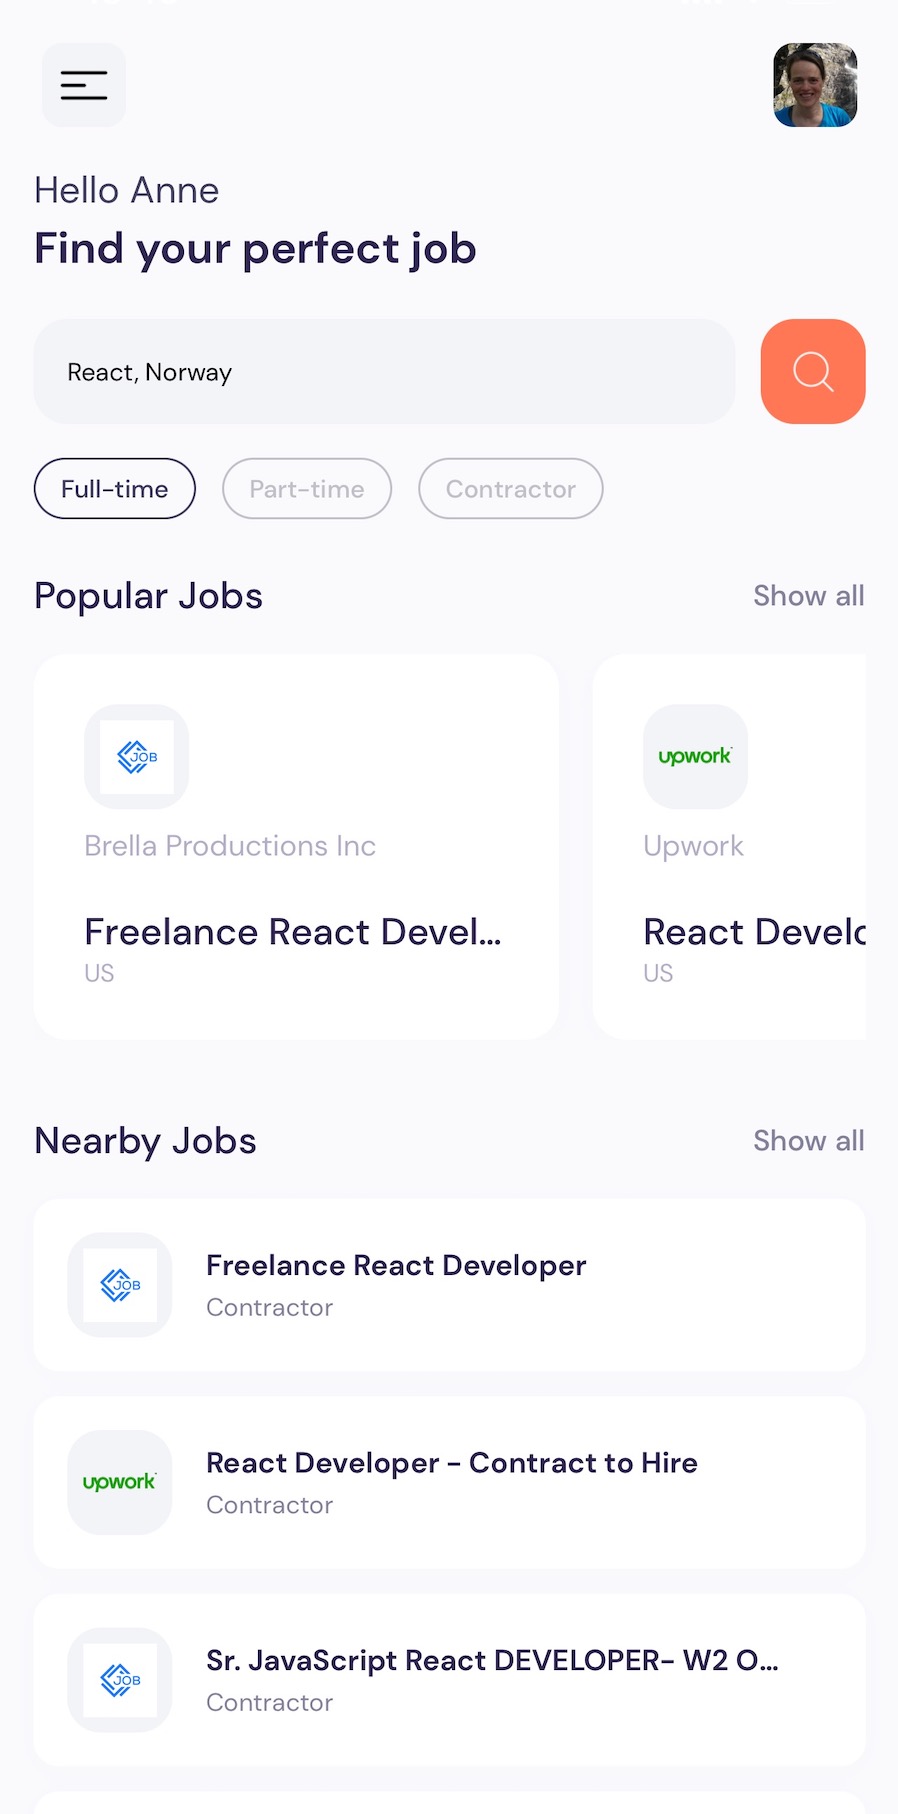 Hello Anne
Find your perfect job
React, Norway
Full-time
Part-time
Contractor
Popular Jobs
Show all
JOB
Brella Productions Inc
Freelance React Devel...
US
upwork
Upwork
React Develo
US
Nearby Jobs
Show all
JOB
Freelance React Developer
Contractor
upwork
React Developer - Contract to Hire
Contractor
JOB
Sr. JavaScript React DEVELOPER- W2 O...
Contractor